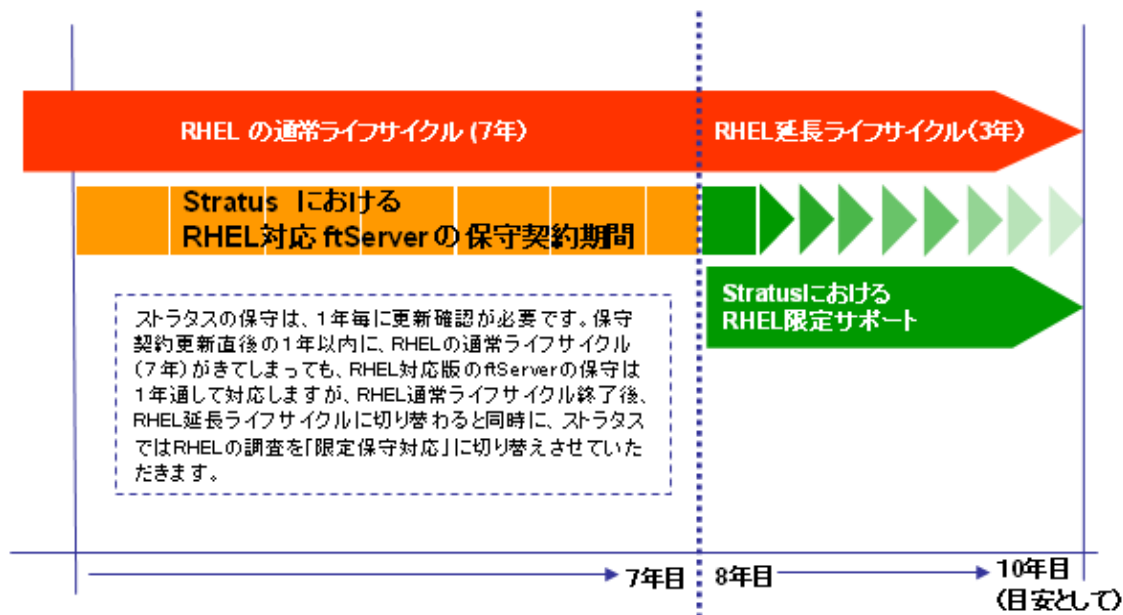 RHEL の通常ライフサイクル (7年)
RHEL延長ライフサイクル(3年)
Stratus における
RHEL対応 ftServer の保守契約期間
Stratusにおける
RHEL限定サポート
ストラタスの保守は、1年毎に更新確認が必要です。保守
契約更新直後の1年以内に、RHELの通常ライフサイクル
(7年)がきてしまっても、RHEL対応版のftServerの保守は
1年通して対応しますが、RHEL通常ライフサイクル終了後、
RHEL延長ライフサイクルに切り替わると同時に、ストラタス
ではRHELの調査を「限定保守対応」に切り替えさせていた
だきます。
7年目
8年目
10年目
(目安として)